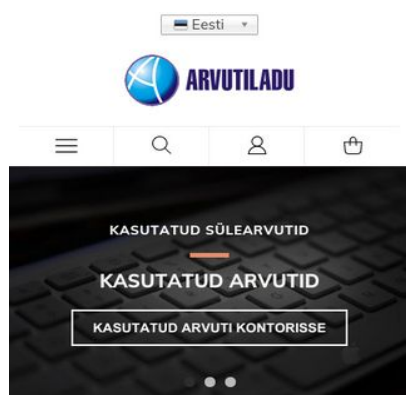 Eesti
ARVUTILADU
KASUTATUD SÜLEARVUTID
KASUTATUD ARVUTID
KASUTATUD ARVUTI KONTORISSE